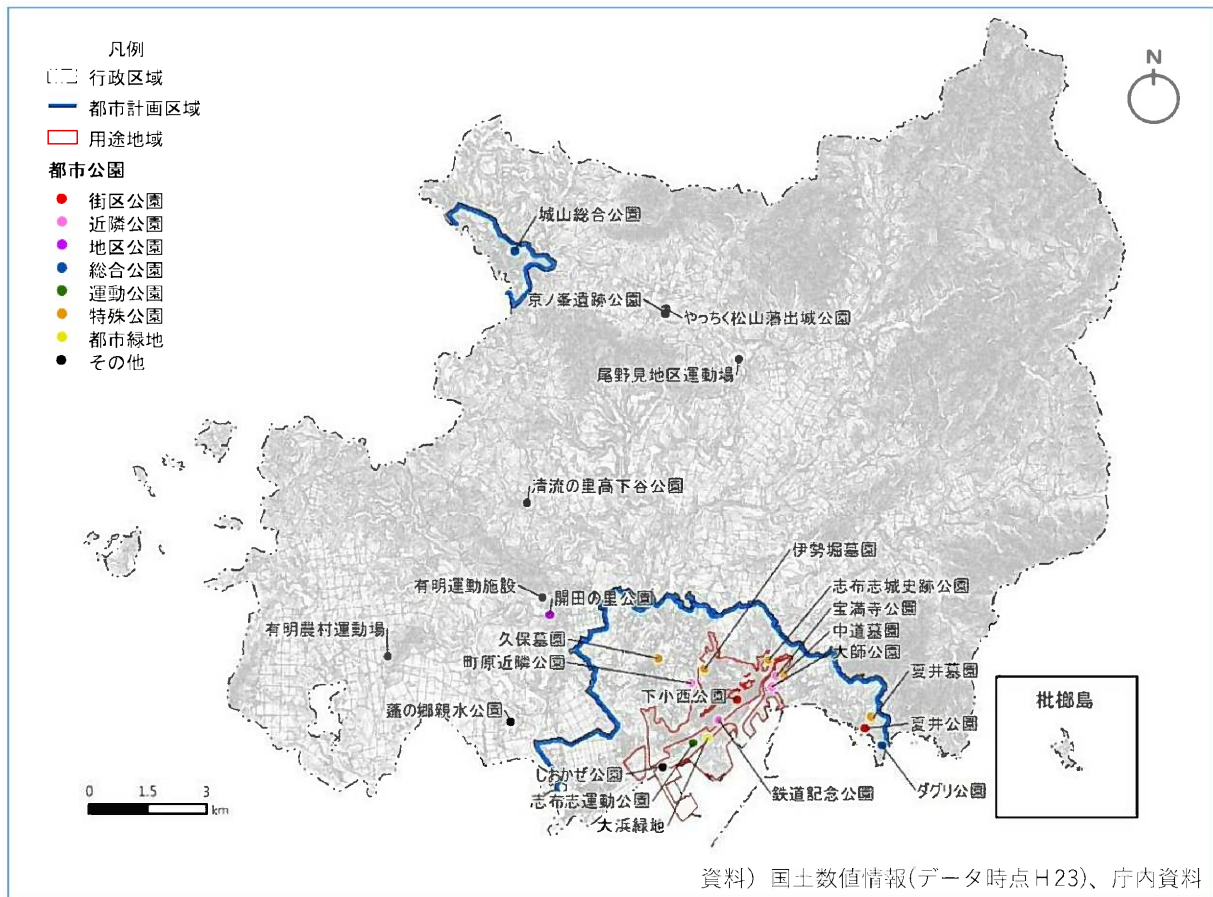 凡例
行政区域
都市計画区域
用途地域
都市公園
街区公園
近隣公園
地区公園
総合公園
運動公園
特殊公園
都市緑地
その他
N
城山総合公園
京ノ峯遺跡公園
やっちく松山藩出城公園
尾野見地区運動場
清流の里高下谷公園
伊勢堀墓園
有明運動施設
開田の里公園
志布志城史跡公園
宝満寺公園
有明農村運動場
久保墓園
中道墓園
町原近隣公園
大師公園
夏井墓園
下小西公園
蓬の郷親水公園
夏井公園
枇榔島
しおかぜ公園
志布志運動公園
鉄道記念公園
ダグリ公園
大浜緑地
0 1.5 3
km
資料）国土数値情報(データ時点H23)、庁内資料